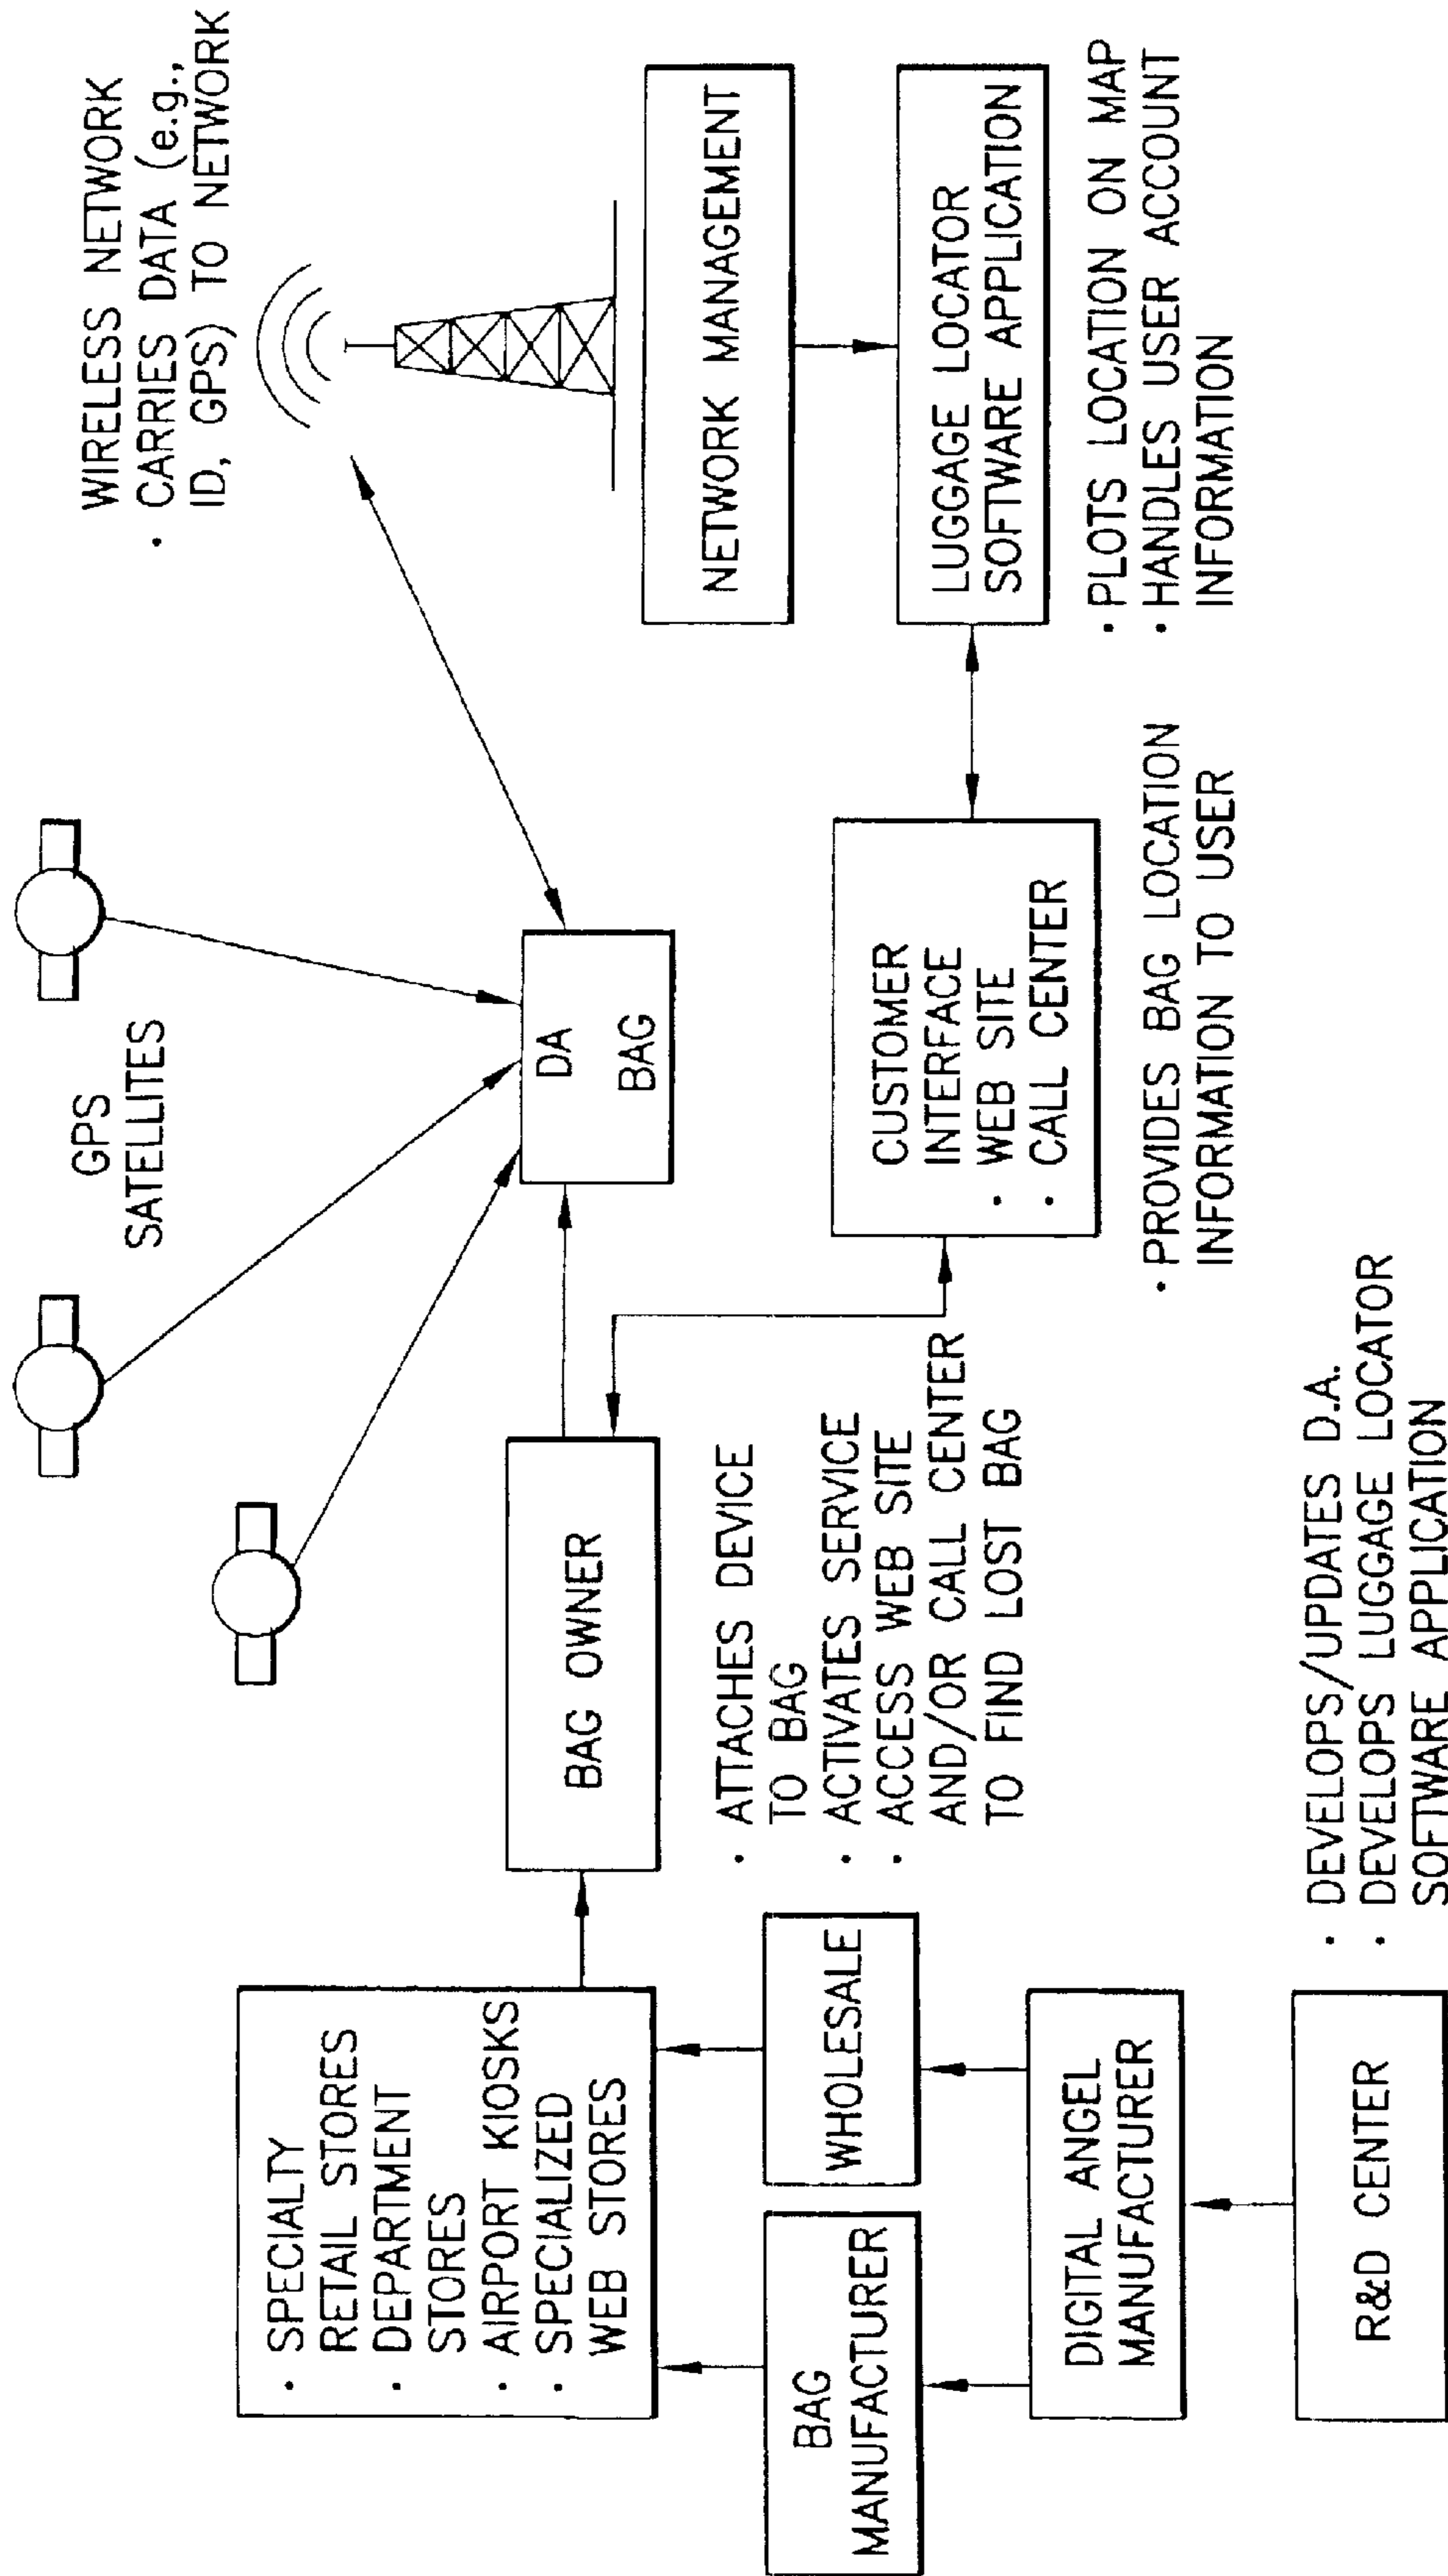 GPS
SATELLITES
WIRELESS NETWORK
· CARRIES DATA (e.g.,
ID, GPS) TO NETWORK
· SPECIALTY
RETAIL STORES
· DEPARTMENT
STORES
· AIRPORT KIOSKS
· SPECIALIZED
WEB STORES
BAG OWNER
DA
BAG
NETWORK MANAGEMENT
· ATTACHES DEVICE
TO BAG
· ACTIVATES SERVICE
· ACCESS WEB SITE
AND/OR CALL CENTER
TO FIND LOST BAG
BAG
MANUFACTURER
WHOLESALE
CUSTOMER
INTERFACE
· WEB SITE
· CALL CENTER
LUGGAGE LOCATOR
SOFTWARE APPLICATION
· PROVIDES BAG LOCATION
INFORMATION TO USER
· PLOTS LOCATION ON MAP
· HANDLES USER ACCOUNT
INFORMATION
DIGITAL ANGEL
MANUFACTURER
R&D CENTER
· DEVELOPS/UPDATES D.A.
· DEVELOPS LUGGAGE LOCATOR
SOFTWARE APPLICATION